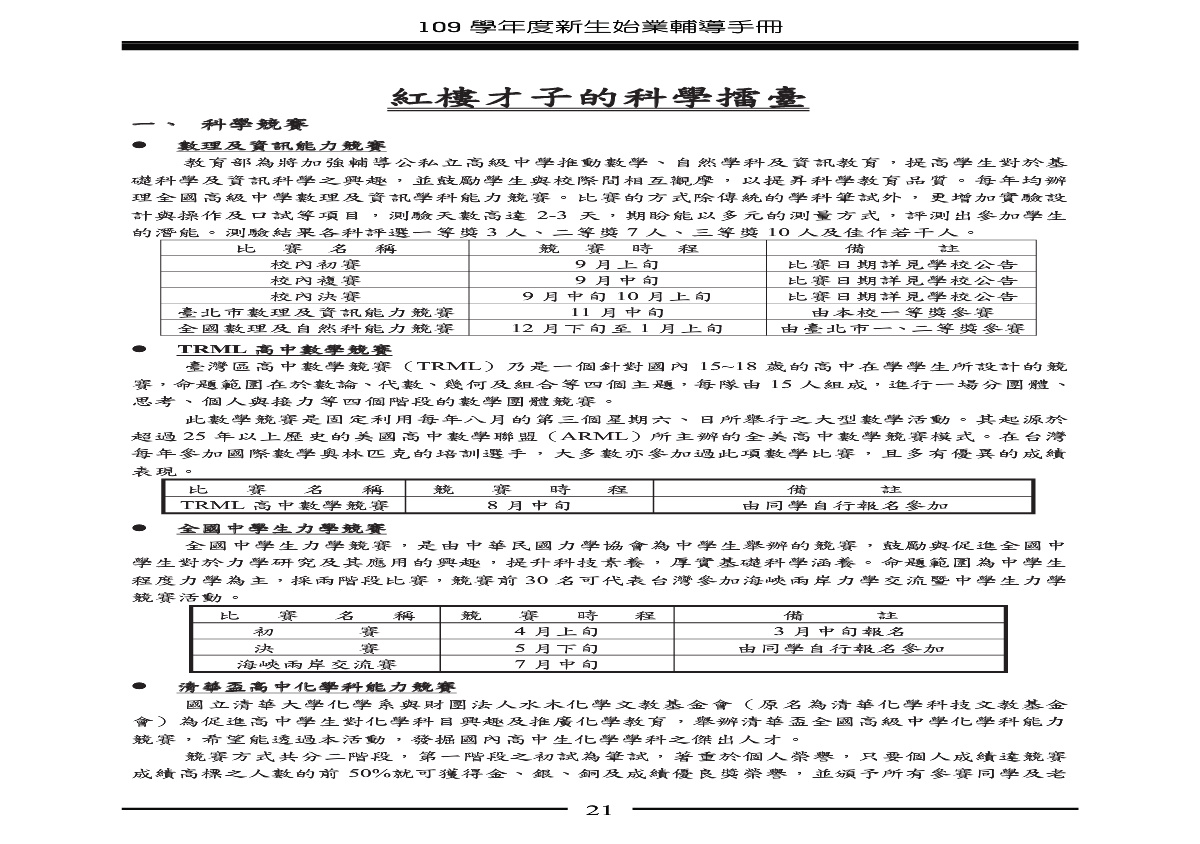 109 學年度新生始業輔導手冊
紅樓才子的科學擂臺
一、 科學競賽
● 數理及資訊能力競賽
教育部為將加強輔導公私立高級中學推動數學、自然學科及資訊教育，提高學生對於基
礎科學及資訊科學之興趣，並鼓勵學生與校際間相互觀摩，以提昇科學教育品質。每年均辦
理全國高級中學數理及資訊學科能力競賽。比賽的方式除傳統的學科筆試外，更增加實驗設
計與操作及口試等項目，測驗天數高達 2-3 天，期盼能以多元的測量方式，評測出參加學生
的潛能。測驗結果各科評選一等獎 3 人、二等獎 7 人、三等獎 10 人及佳作若干人。
比 賽 名 稱 競 賽 時 程 備 註
校內初賽 9 月上旬 比賽日期詳見學校公告
校內複賽 9 月中旬 比賽日期詳見學校公告
校內決賽 9 月中旬 10 月上旬 比賽日期詳見學校公告
臺北市數理及資訊能力競賽 11 月中旬 由本校一等獎參賽
全國數理及自然科能力競賽 12 月下旬至 1 月上旬 由臺北市一、二等獎參賽
● TRML 高中數學競賽
臺灣區高中數學競賽（TRML）乃是一個針對國內 15~18 歲的高中在學學生所設計的競
賽，命題範圍在於數論、代數、幾何及組合等四個主題，每隊由 15 人組成，進行一場分團體、
思考、個人與接力等四個階段的數學團體競賽。
此數學競賽是固定利用每年八月的第三個星期六、日所舉行之大型數學活動。其起源於
超過 25 年以上歷史的美國高中數學聯盟（ARML）所主辦的全美高中數學競賽模式。在台灣
每年參加國際數學奧林匹克的培訓選手，大多數亦參加過此項數學比賽，且多有優異的成績
表現。
比 賽 名 稱 競 賽 時 程 備 註
TRML 高中數學競賽 8 月中旬 由同學自行報名參加
● 全國中學生力學競賽
全國中學生力學競賽，是由中華民國力學協會為中學生舉辦的競賽，鼓勵與促進全國中
學生對於力學研究及其應用的興趣，提升科技素養，厚實基礎科學涵養。命題範圍為中學生
程度力學為主，採兩階段比賽，競賽前 30 名可代表台灣參加海峽兩岸力學交流暨中學生力學
競賽活動。
比 賽 名 稱 競 賽 時 程 備 註
初 賽 4 月上旬 3 月中旬報名
決 賽 5 月下旬 由同學自行報名參加
海峽兩岸交流賽 7 月中旬
● 清華盃高中化學科能力競賽
國立清華大學化學系與財團法人水木化學文教基金會（原名為清華化學科技文教基金
會）為促進高中學生對化學科目興趣及推廣化學教育，舉辦清華盃全國高級中學化學科能力
競賽，希望能透過本活動，發掘國內高中生化學學科之傑出人才。
競賽方式共分二階段，第一階段之初試為筆試，著重於個人榮譽，只要個人成績達競賽
成績高標之人數的前 50%就可獲得金、銀、銅及成績優良獎榮譽，並頒予所有參賽同學及老
21